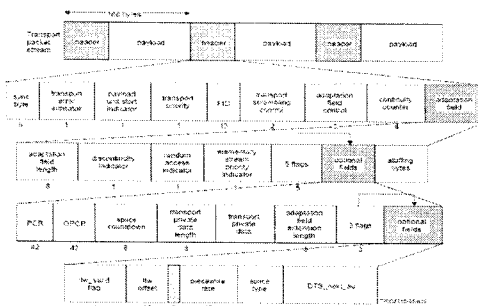 188 bytes
Transport packet stream
header payload header payload header payload
sync byte
transport error indicator
payload unit start indicator
transport priority
PID
transport scrambling control
adaptation field control
continuity counter
adaptation field
8 1 1 1 13 2 2 4
adaptation field length
discontinuity indicator
random access indicator
elementary stream priority indicator
5 flags
optional fields
stuffing bytes
8 1 1 1 5
PCR
OPCR
splice countdown
transport private data length
transport private data
adaptation field extension length
3 flags
optional fields
42 42 8 8 8 3
ltw_valid flag
ltw offset
piecewise rate
splice type
DTS_next_au